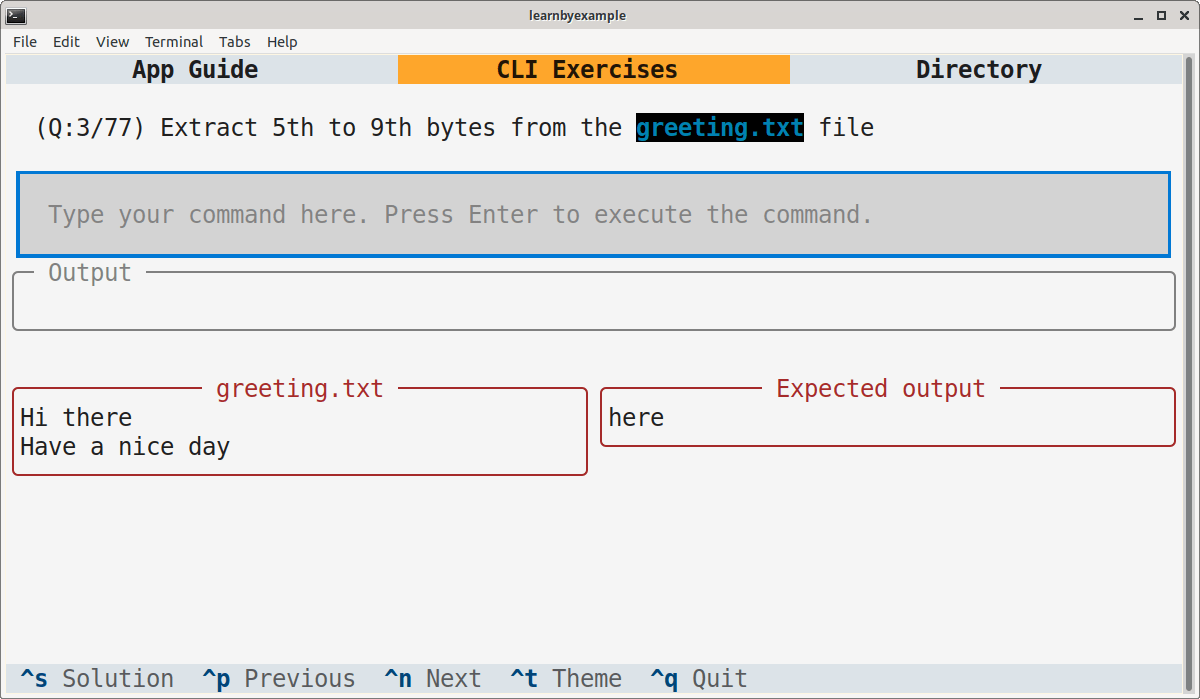 learnbyexample
File Edit View Terminal Tabs Help
App Guide CLI Exercises Directory
(Q:3/77) Extract 5th to 9th bytes from the greeting.txt file
Type your command here. Press Enter to execute the command.
Output
greeting.txt
Hi there
Have a nice day
Expected output
here
^s Solution ^p Previous ^n Next ^t Theme ^q Quit